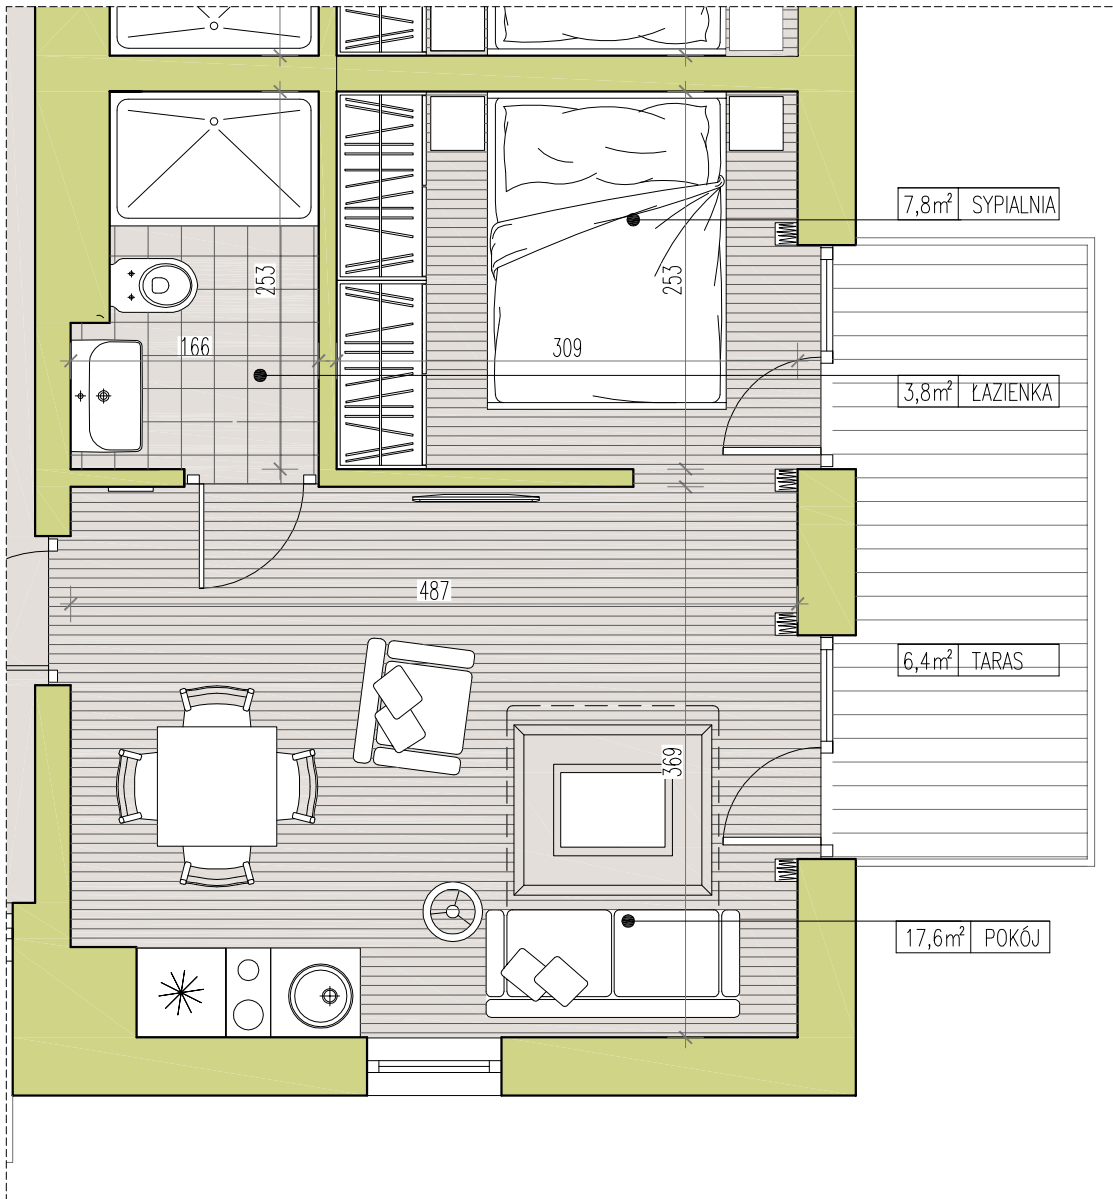 7,8m² SYPIALNIA
253
253
166
309
3,8m² ŁAZIENKA
487
6,4m² TARAS
369
17,6m² POKÓJ